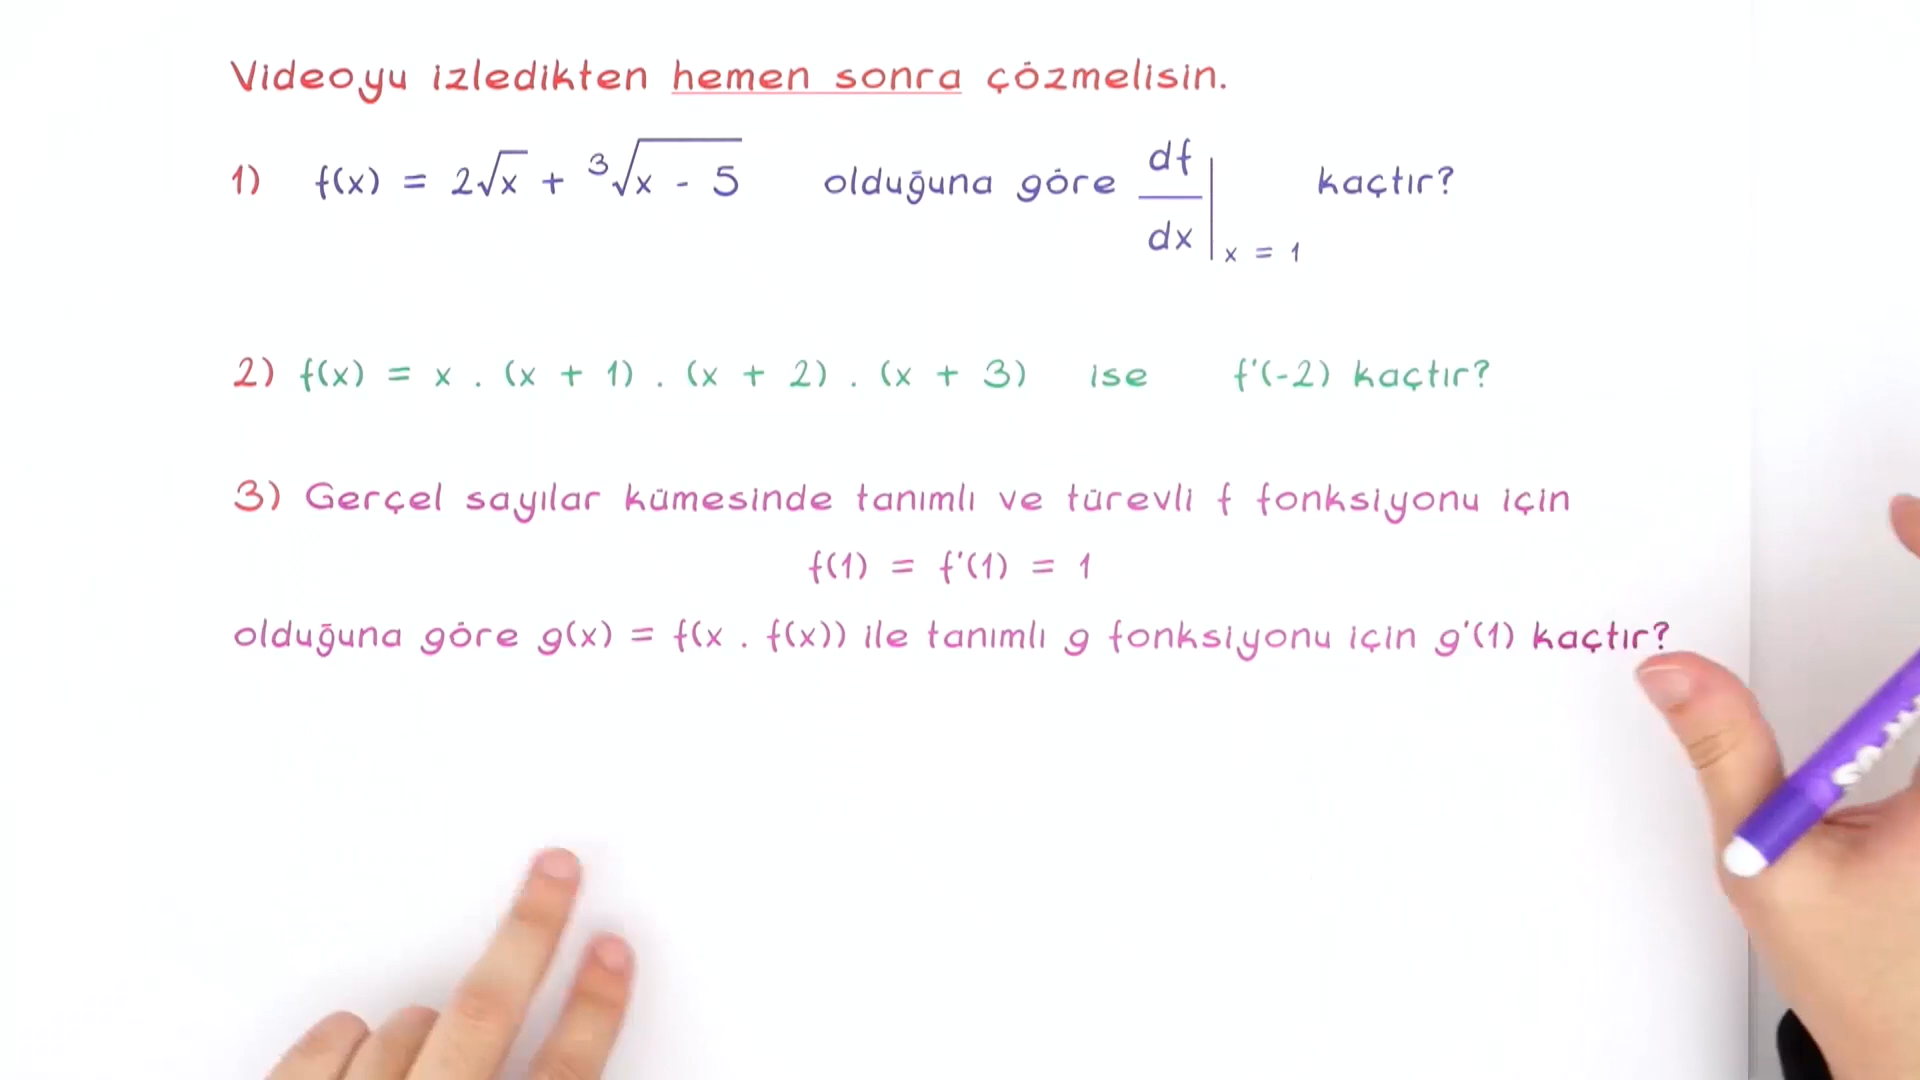 Videoyu izledikten hemen sonra çözmelisin.
1) f(x) = 2√x + ³√(x - 5) olduğuna göre df/dx |x = 1 kaçtır?
2) f(x) = x . (x + 1) . (x + 2) . (x + 3) ise f'(-2) kaçtır?
3) Gerçel sayılar kümesinde tanımlı ve türevli f fonksiyonu için
f(1) = f'(1) = 1
olduğuna göre g(x) = f(x . f(x)) ile tanımlı g fonksiyonu için g'(1) kaçtır?